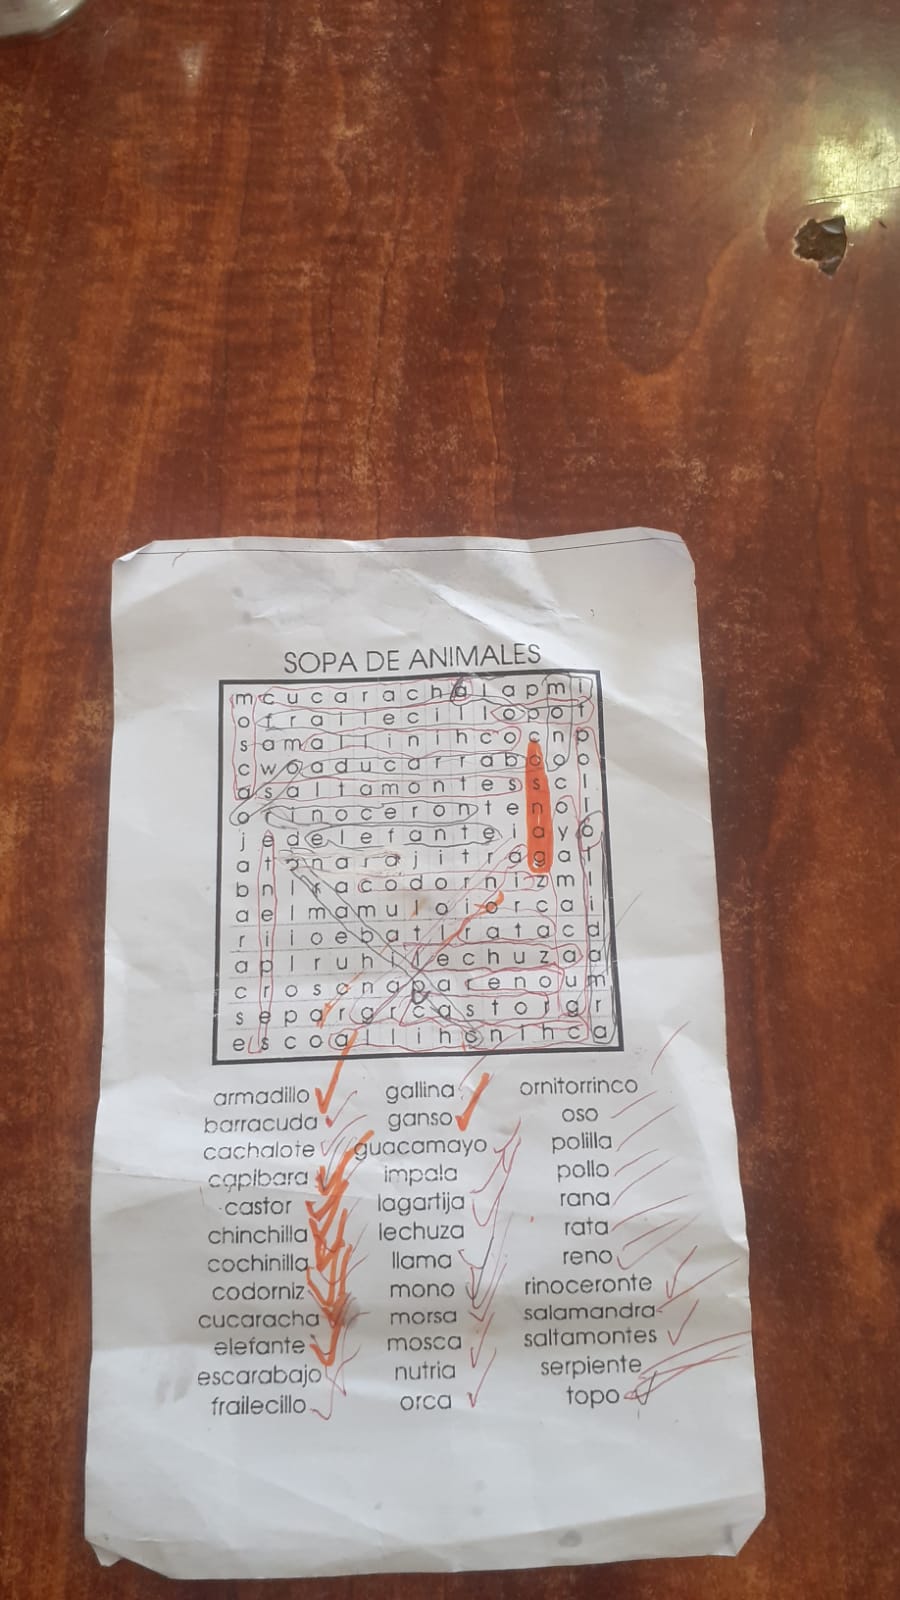 SOPA DE ANIMALES
m c u c a r a c h a l a p m i
o f r a i l e c i l l o p o t
s a m a l l i n i h c o c n p
c w o a d u c a r r a b o o o
a s a l t a m o n t e s s c l
o r i n o c e r o n t e n o l
j e d e l e f a n t e i a y o
a t a n a r a j i t r a g a t
b n l r a c o d o r n i z m l
a e l m a m u l o i o r c a i
r i i o e b a t l r a t a c d
a p l r u h i l e c h u z a a
c r o s c n a p a r e n o u m
s e p a r g r c a s t o r g r
e s c o a l l i h c n i h c a
armadillo gallina ornitorrinco
barracuda ganso oso
cachalote guacamayo polilla
capibara impala pollo
castor lagartija rana
chinchilla lechuza rata
cochinilla llama reno
codorniz mono rinoceronte
cucaracha morsa salamandra
elefante mosca saltamontes
escarabajo nutria serpiente
frailecillo orca topo